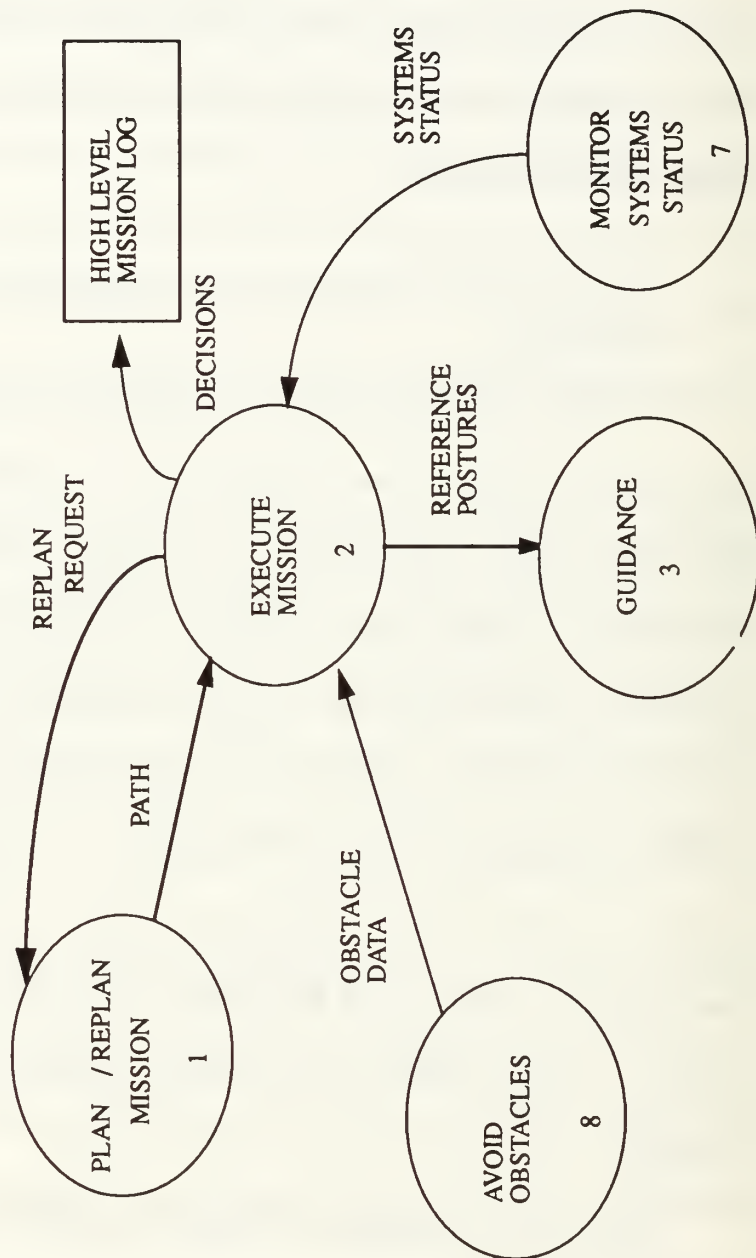 REPLAN
REQUEST
HIGH LEVEL
MISSION LOG
PLAN / REPLAN
MISSION
1
PATH
DECISIONS
EXECUTE
MISSION
2
SYSTEMS
STATUS
OBSTACLE
DATA
REFERENCE
POSTURES
AVOID
OBSTACLES
8
GUIDANCE
3
MONITOR
SYSTEMS
STATUS
7